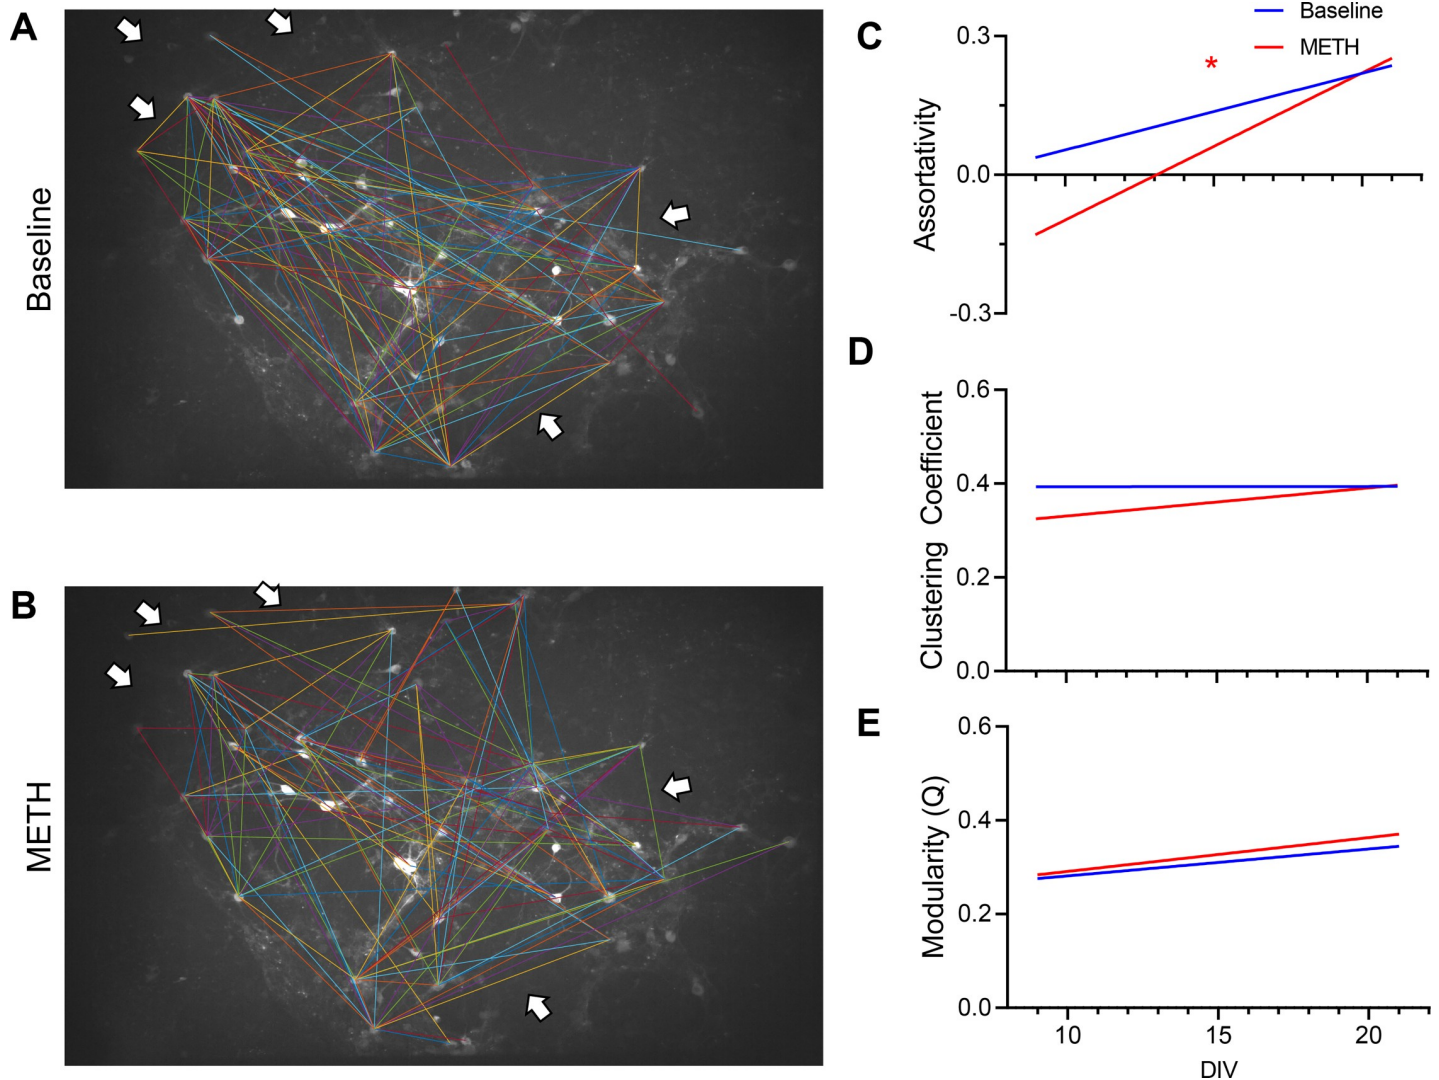 A
Baseline
B
METH
C
Baseline
METH
*
0.3
0.0
-0.3
Assortativity
D
0.6
0.4
0.2
0.0
Clustering Coefficient
E
0.6
0.4
0.2
0.0
Modularity (Q)
10 15 20
DIV